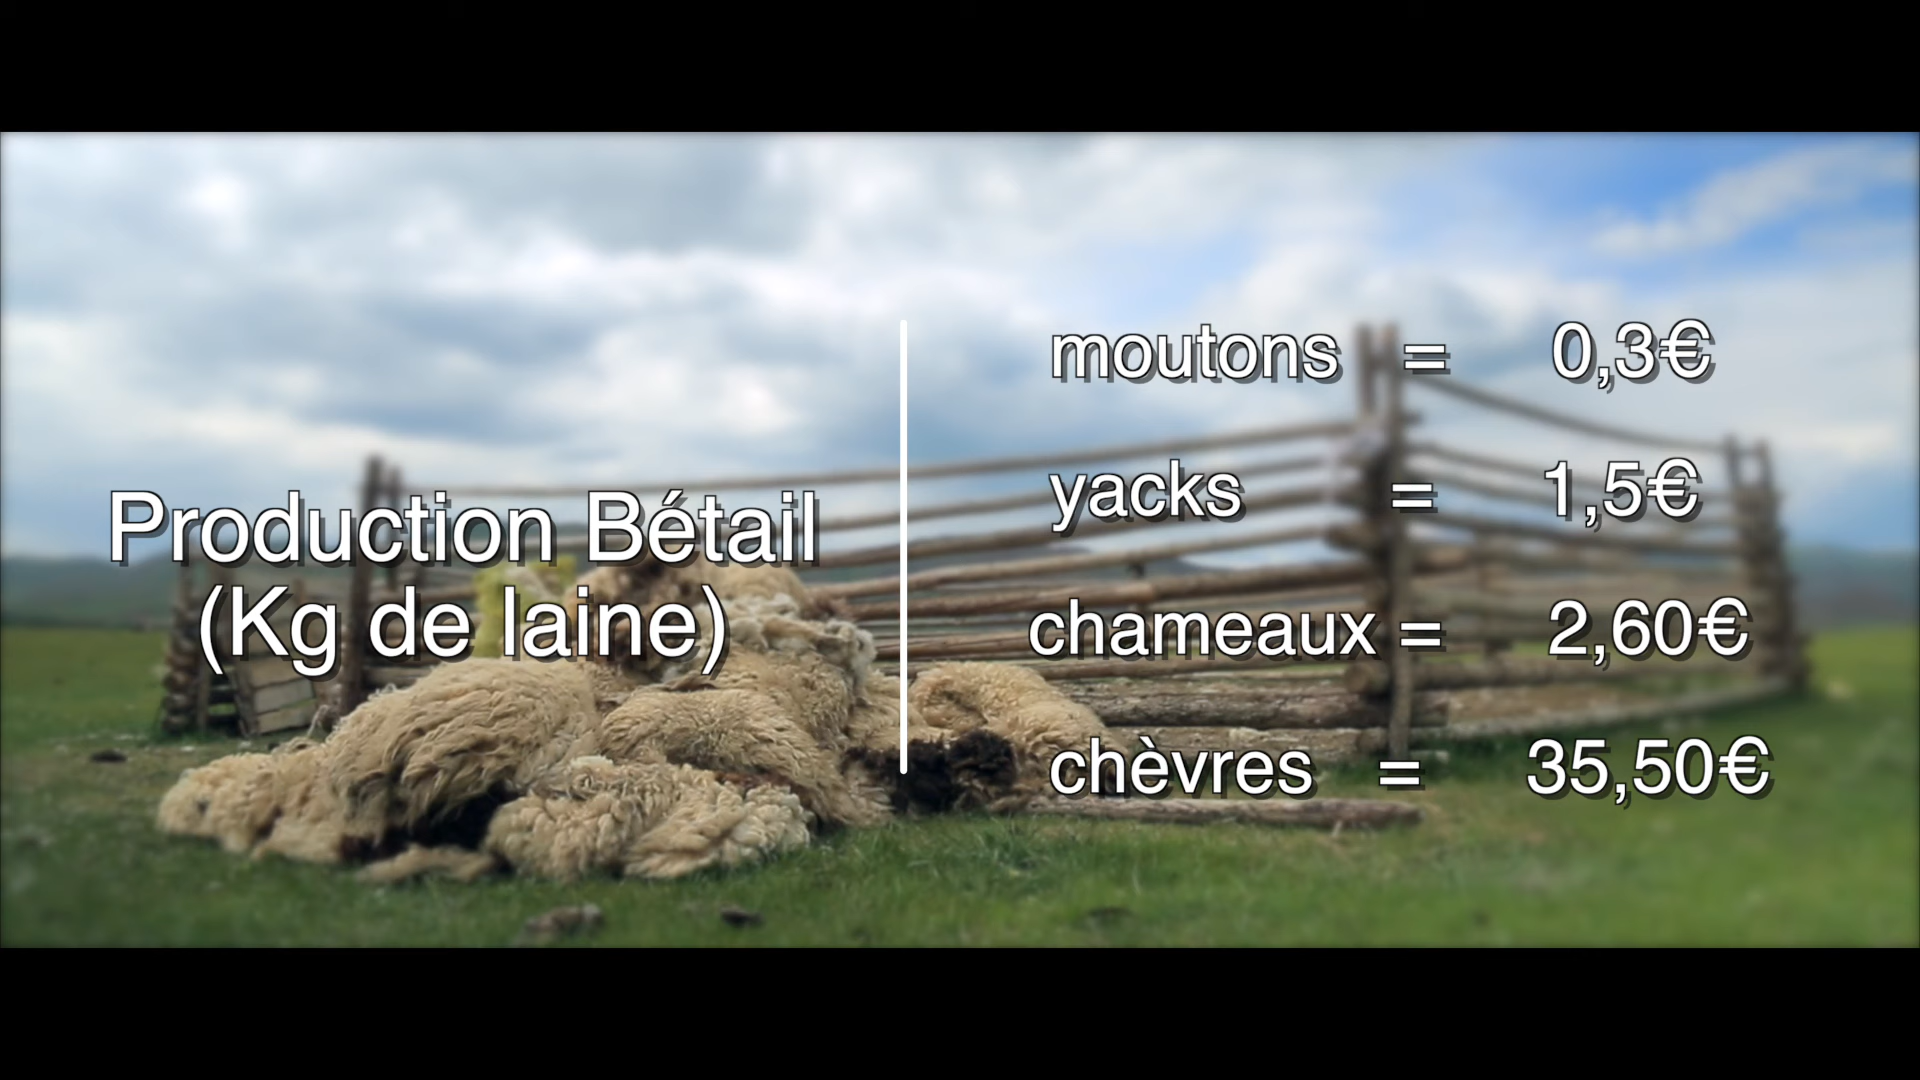 Production Bétail
(Kg de laine)
moutons = 0,3€
yacks = 1,5€
chameaux = 2,60€
chèvres = 35,50€